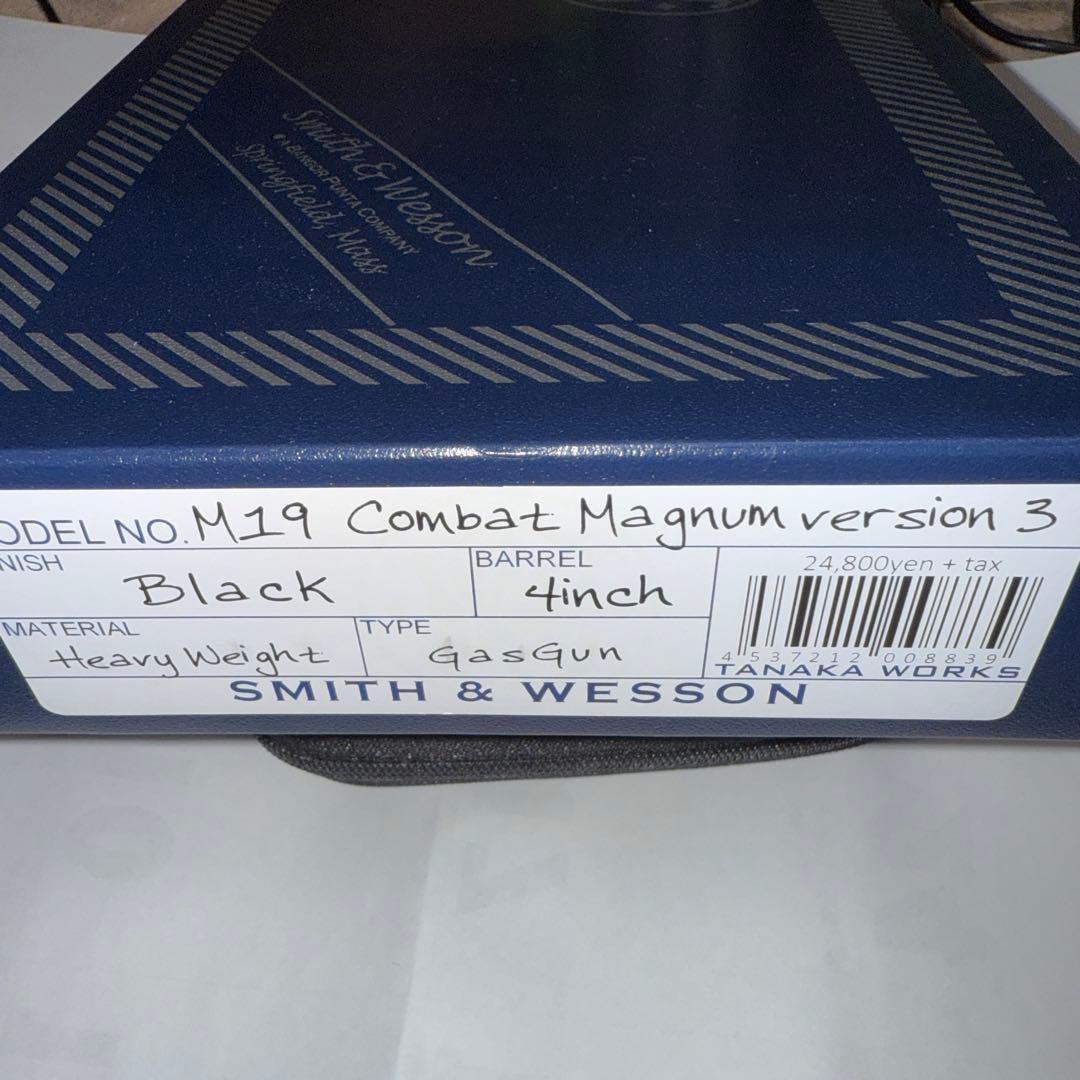 Smith & Wesson
A BANGOR PUNTA COMPANY
Springfield, Mass
ODEL NO. M19 Combat Magnum version 3
NISH
Black
BARREL
4inch
24,800yen + tax
MATERIAL
Heavy Weight
TYPE
GasGun
4 537212 008839
TANAKA WORKS
SMITH & WESSON